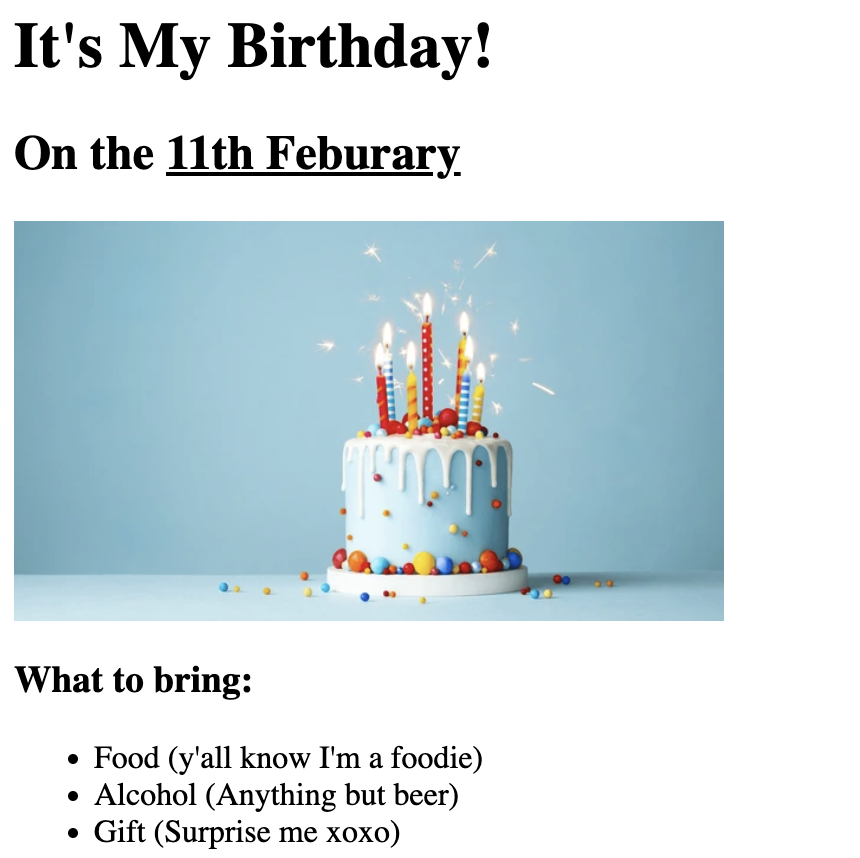 It's My Birthday!
On the 11th Feburary
What to bring:
Food (y'all know I'm a foodie)
Alcohol (Anything but beer)
Gift (Surprise me xoxo)